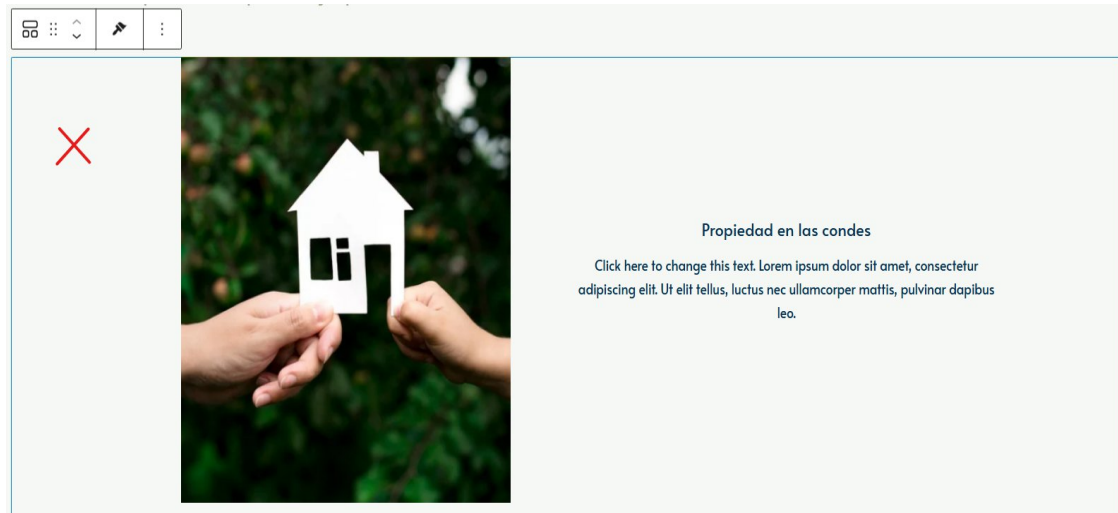 Propiedad en las condes
Click here to change this text. Lorem ipsum dolor sit amet, consectetur
adipiscing elit. Ut elit tellus, luctus nec ullamcorper mattis, pulvinar dapibus
leo.